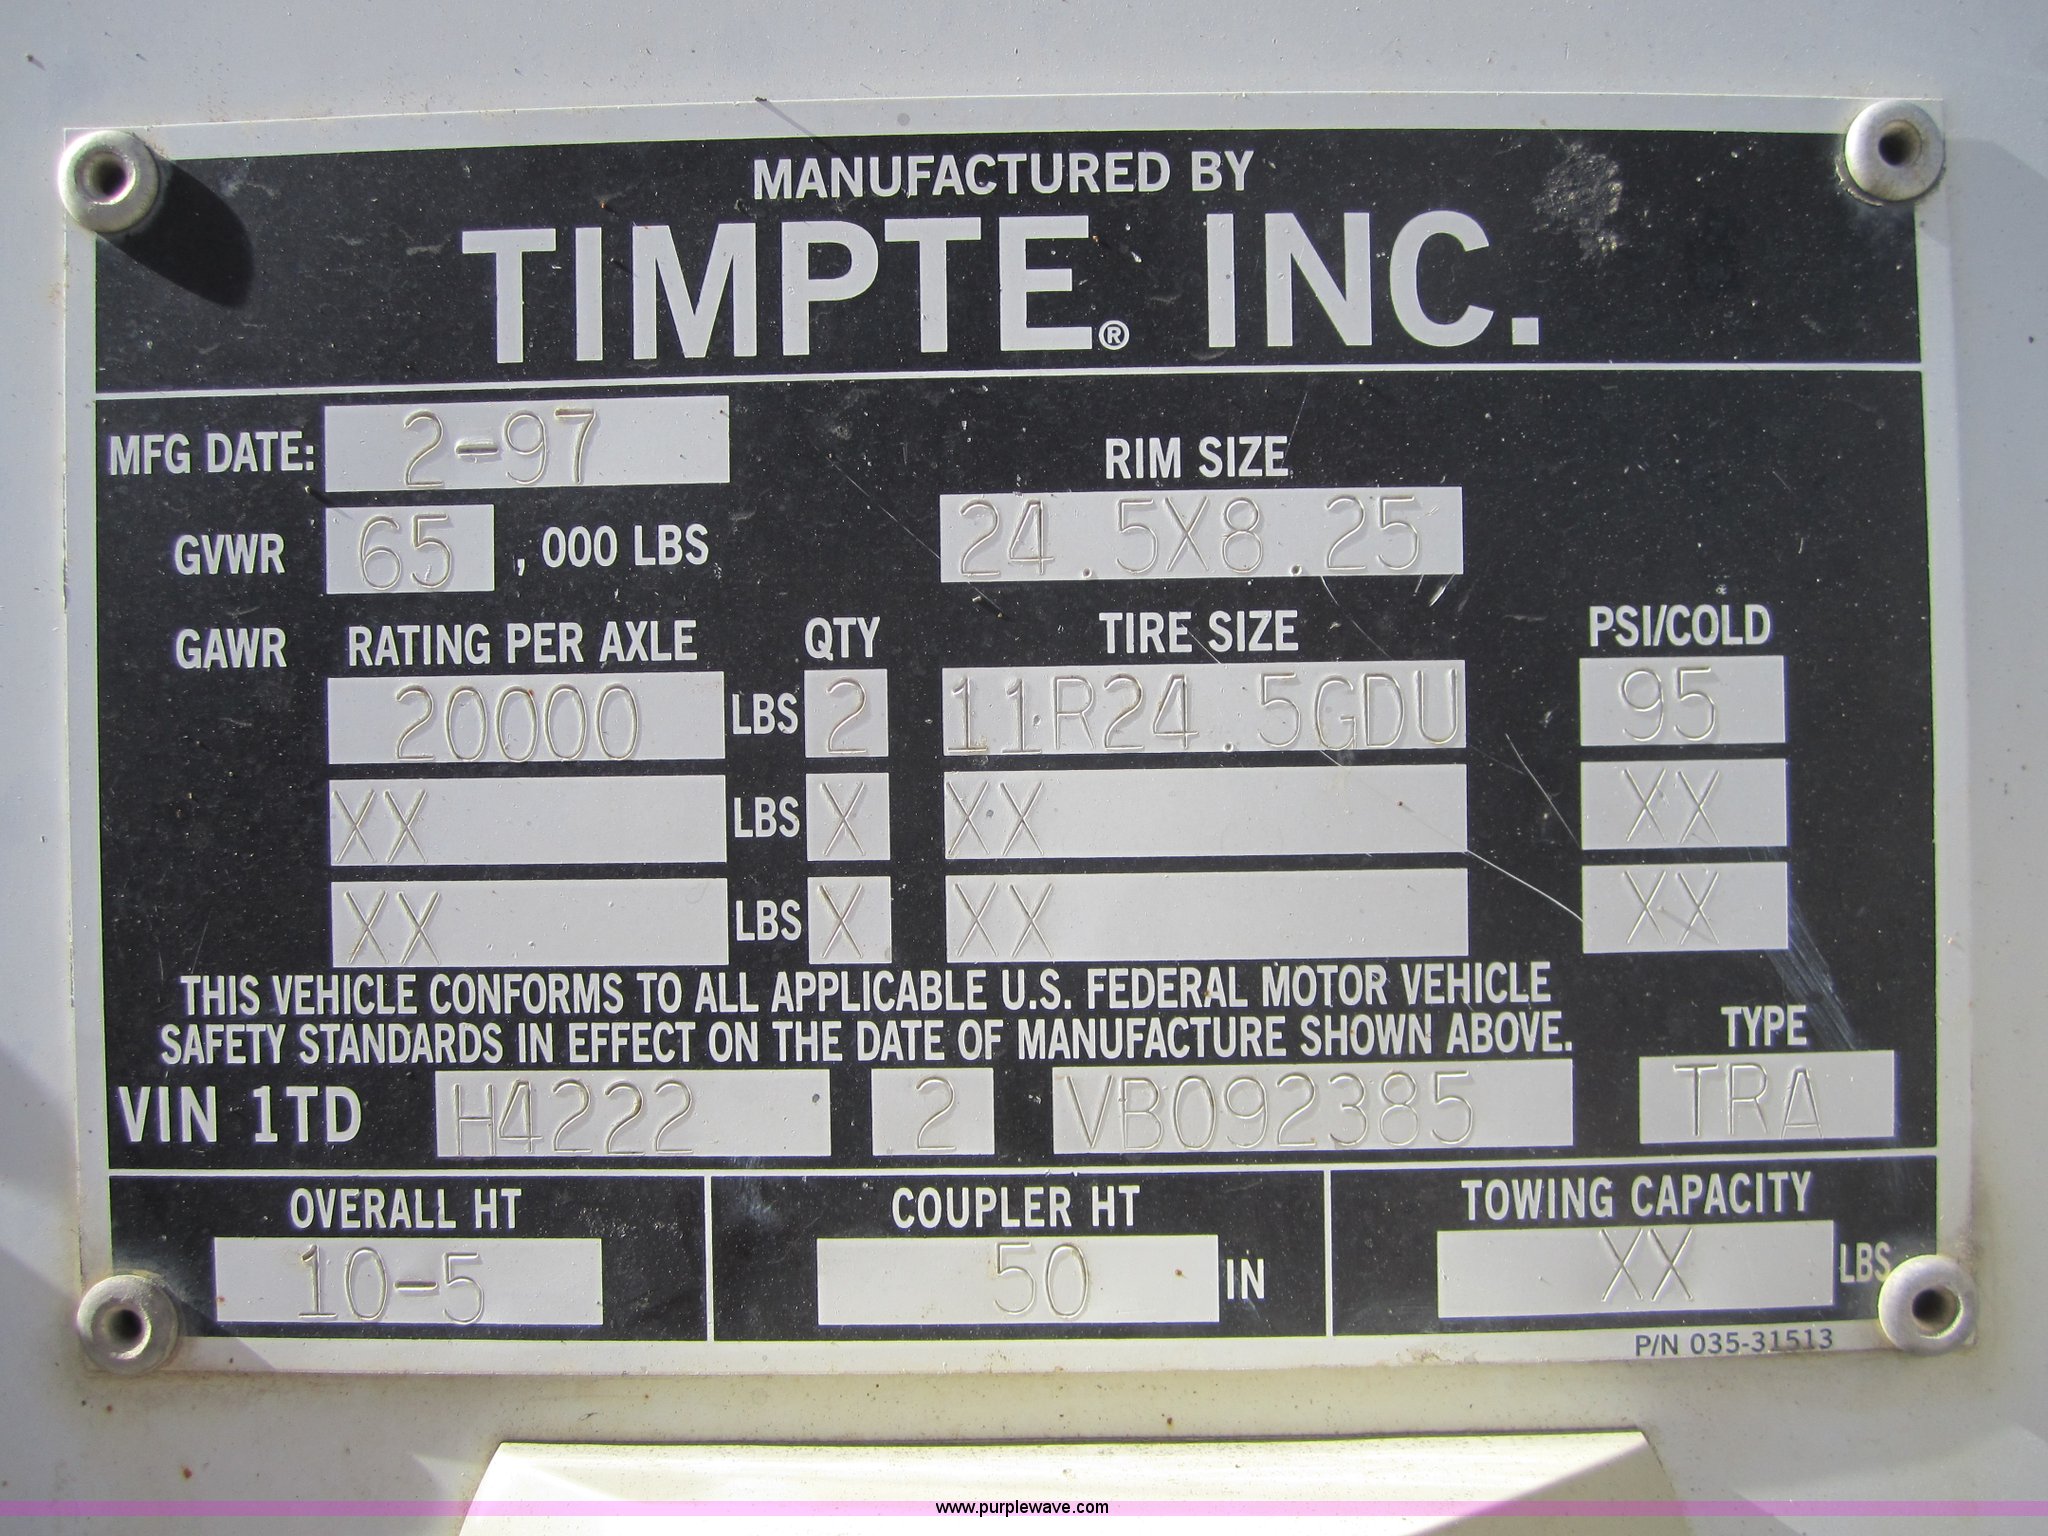 MANUFACTURED BY
TIMPTE® INC.
MFG DATE: 2-97
RIM SIZE
GVWR 65 ,000 LBS 24.5X8.25
GAWR RATING PER AXLE QTY TIRE SIZE PSI/COLD
20000 LBS 2 11R24.5GDU 95
XX LBS X XX XX
XX LBS X XX XX
THIS VEHICLE CONFORMS TO ALL APPLICABLE U.S. FEDERAL MOTOR VEHICLE
SAFETY STANDARDS IN EFFECT ON THE DATE OF MANUFACTURE SHOWN ABOVE.
TYPE
VIN 1TD H4222 2 VB092385 TRA
OVERALL HT COUPLER HT TOWING CAPACITY
10-5 50 IN XX LBS
P/N 035-31513
www.purplewave.com